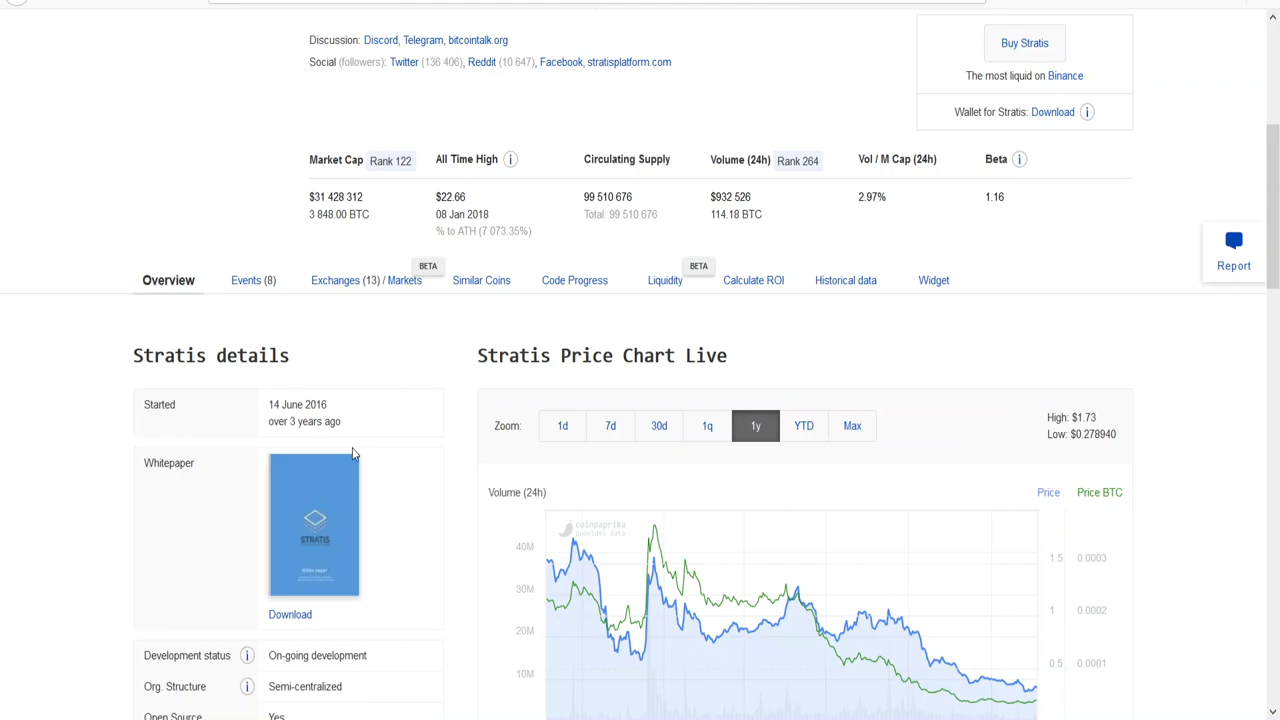 Discussion: Discord, Telegram, bitcointalk.org
Social (followers): Twitter (136 406), Reddit (10 647), Facebook, stratisplatform.com
Buy Stratis
The most liquid on Binance
Wallet for Stratis: Download i
Market Cap Rank 122 All Time High i Circulating Supply Volume (24h) Rank 264 Vol / M Cap (24h) Beta i
$31 428 312 $22.66 99 510 676 $932 526 2.97% 1.16
3 848.00 BTC 08 Jan 2018 Total: 99 510 676 114.18 BTC
% to ATH (7 073.35%)
Report
BETA BETA
Overview Events (8) Exchanges (13) / Markets Similar Coins Code Progress Liquidity Calculate ROI Historical data Widget
Stratis details
Started 14 June 2016
over 3 years ago
Whitepaper
STRATIS
White paper
Download
Development status i On-going development
Org. Structure i Semi-centralized
Open Source Yes
Stratis Price Chart Live
Zoom: 1d 7d 30d 1q 1y YTD Max
High: $1.73
Low: $0.278940
Volume (24h) Price Price BTC
coinpaprika
provides data
40M 1.5 0.0003
30M 1 0.0002
20M
10M 0.5 0.0001